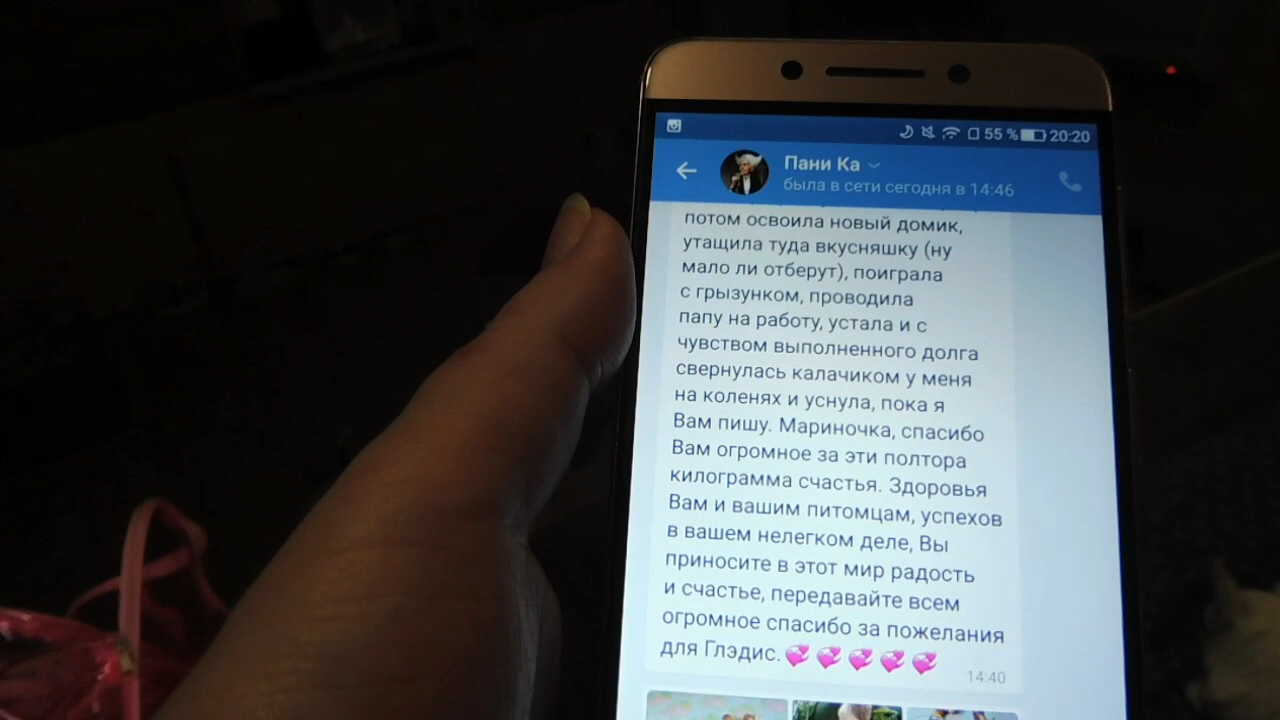 55 % 20:20
Пани Ка
была в сети сегодня в 14:46
потом освоила новый домик,
утащила туда вкусняшку (ну
мало ли отберут), поиграла
с грызунком, проводила
папу на работу, устала и с
чувством выполненного долга
свернулась калачиком у меня
на коленях и уснула, пока я
Вам пишу. Мариночка, спасибо
Вам огромное за эти полтора
килограмма счастья. Здоровья
Вам и вашим питомцам, успехов
в вашем нелегком деле, Вы
приносите в этот мир радость
и счастье, передавайте всем
огромное спасибо за пожелания
для Глэдис. 💞💞💞💞💞
14:40